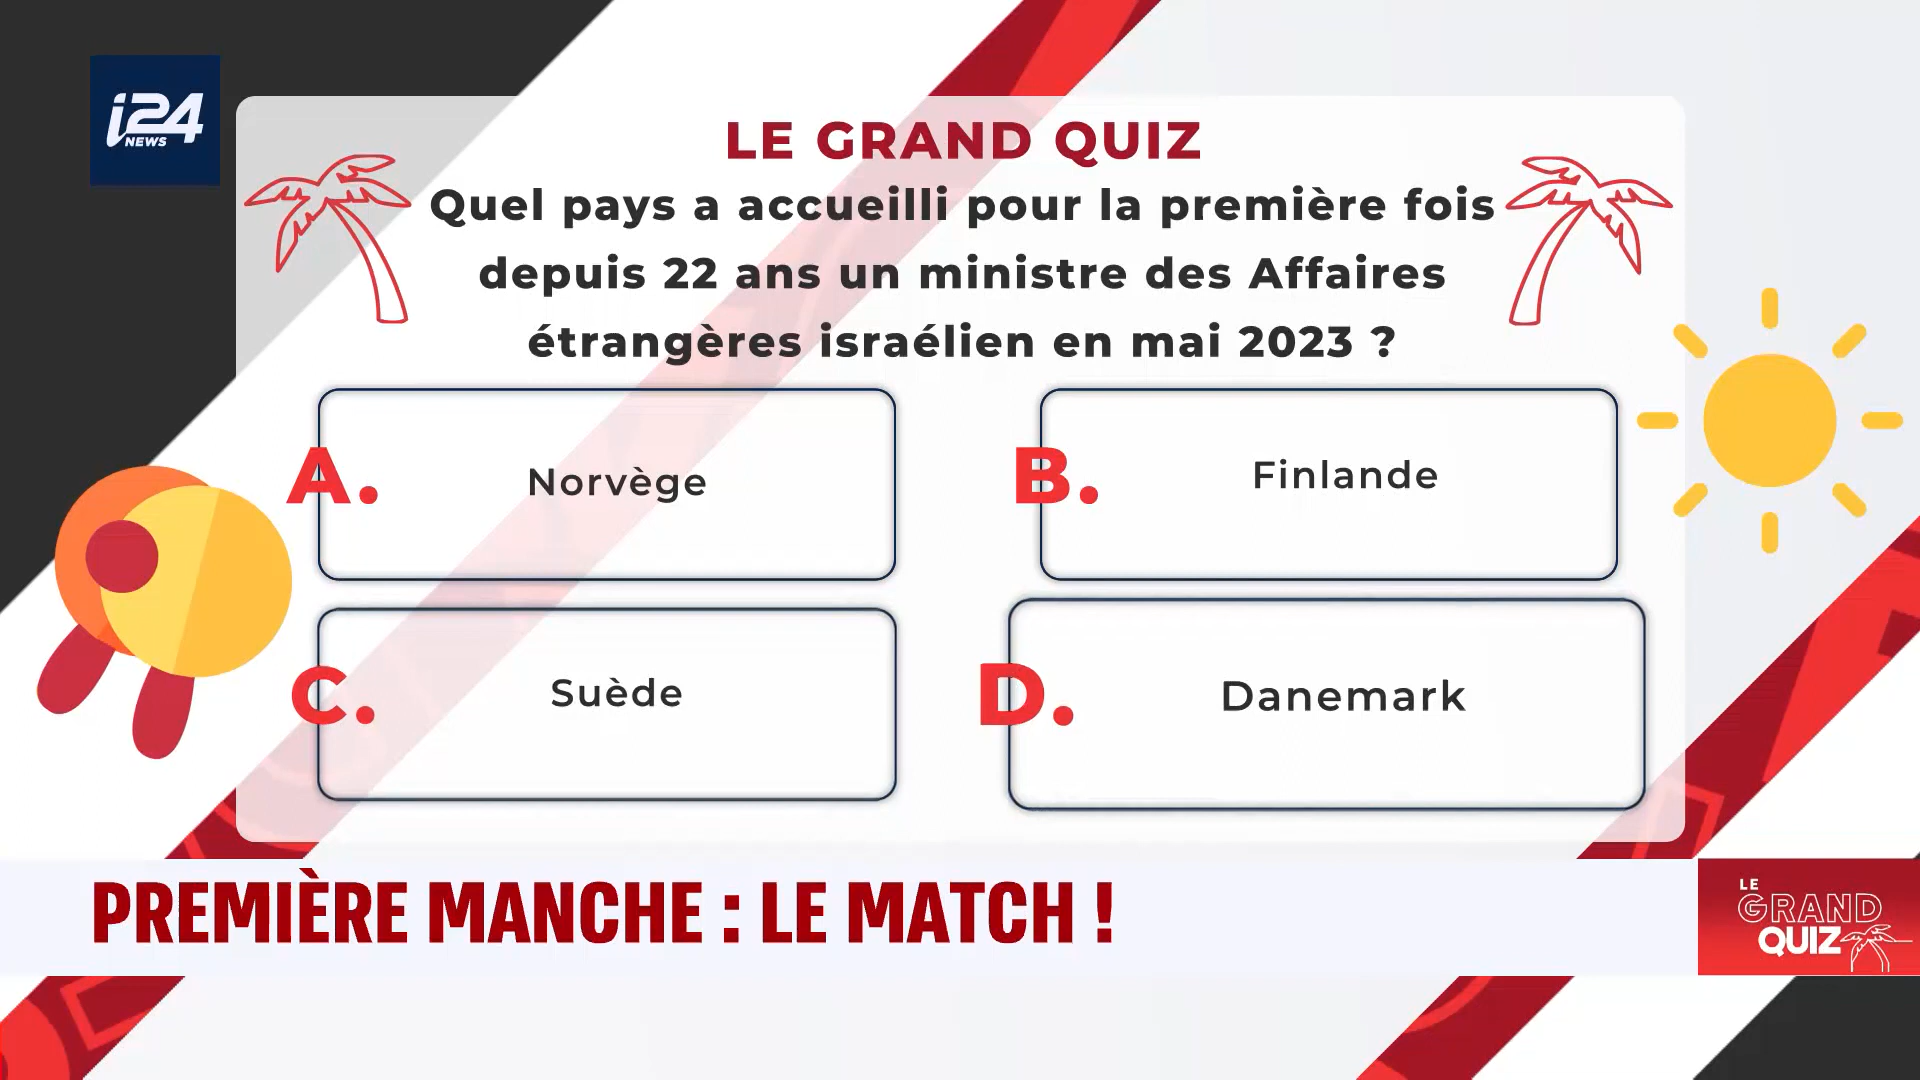 i24
NEWS
LE GRAND QUIZ
Quel pays a accueilli pour la première fois
depuis 22 ans un ministre des Affaires
étrangères israélien en mai 2023 ?
A. Norvège
B. Finlande
C. Suède
D. Danemark
PREMIÈRE MANCHE : LE MATCH !
LE
GRAND
QUIZ